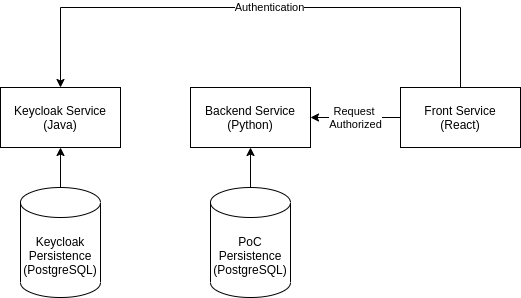 Authentication
Keycloak Service
(Java)
Backend Service
(Python)
Request
Authorized
Front Service
(React)
Keycloak
Persistence
(PostgreSQL)
PoC
Persistence
(PostgreSQL)